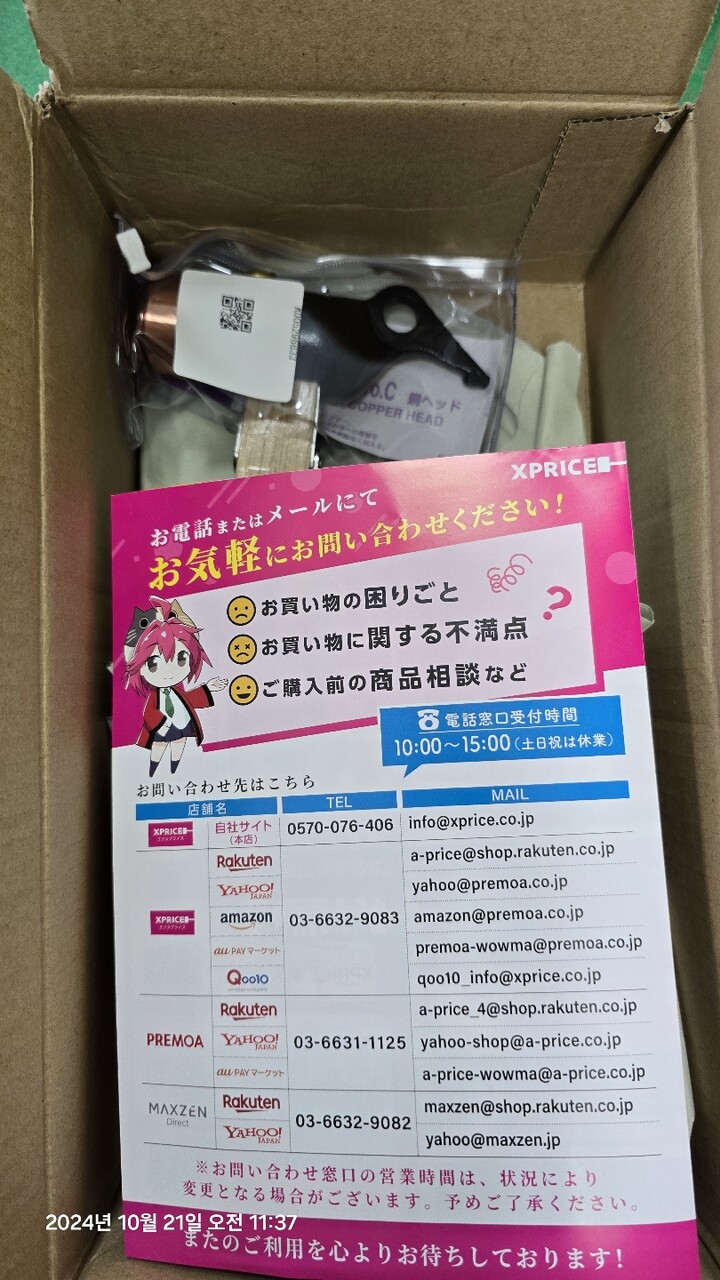 No.C 銅ヘッド
COPPER HEAD
XPRICE
お電話またはメールにて
お気軽にお問い合わせください!
お買い物の困りごと
お買い物に関する不満点
?
ご購入前の商品相談など
電話窓口受付時間
10:00～15:00(土日祝は休業)
お問い合わせ先はこちら
店舗名 TEL MAIL
XPRICE 自社サイト(本店) 0570-076-406 info@xprice.co.jp
Rakuten a-price@shop.rakuten.co.jp
YAHOO! JAPAN yahoo@premoa.co.jp
XPRICE amazon 03-6632-9083 amazon@premoa.co.jp
au PAY マーケット premoa-wowma@premoa.co.jp
Qoo10 qoo10_info@xprice.co.jp
Rakuten a-price_4@shop.rakuten.co.jp
PREMOA YAHOO! JAPAN 03-6631-1125 yahoo-shop@a-price.co.jp
au PAY マーケット a-price-wowma@a-price.co.jp
MAXZEN Direct Rakuten 03-6632-9082 maxzen@shop.rakuten.co.jp
YAHOO! JAPAN yahoo@maxzen.jp
※お問い合わせ窓口の営業時間は、状況により
変更となる場合がございます。予めご了承ください。
2024년 10월 21일 오전 11:37
またのご利用を心よりお待ちしております!